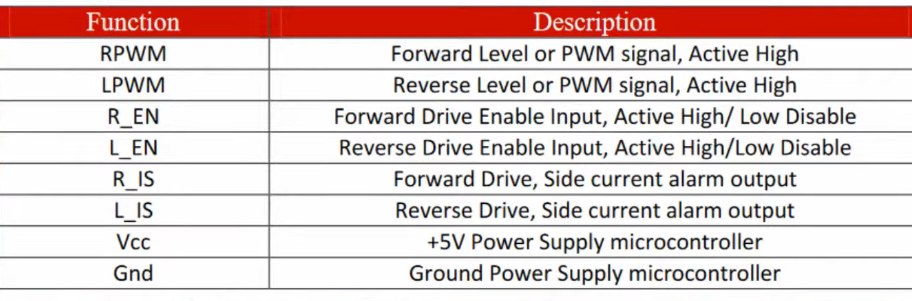 Function Description
RPWM Forward Level or PWM signal, Active High
LPWM Reverse Level or PWM signal, Active High
R_EN Forward Drive Enable Input, Active High/ Low Disable
L_EN Reverse Drive Enable Input, Active High/Low Disable
R_IS Forward Drive, Side current alarm output
L_IS Reverse Drive, Side current alarm output
Vcc +5V Power Supply microcontroller
Gnd Ground Power Supply microcontroller